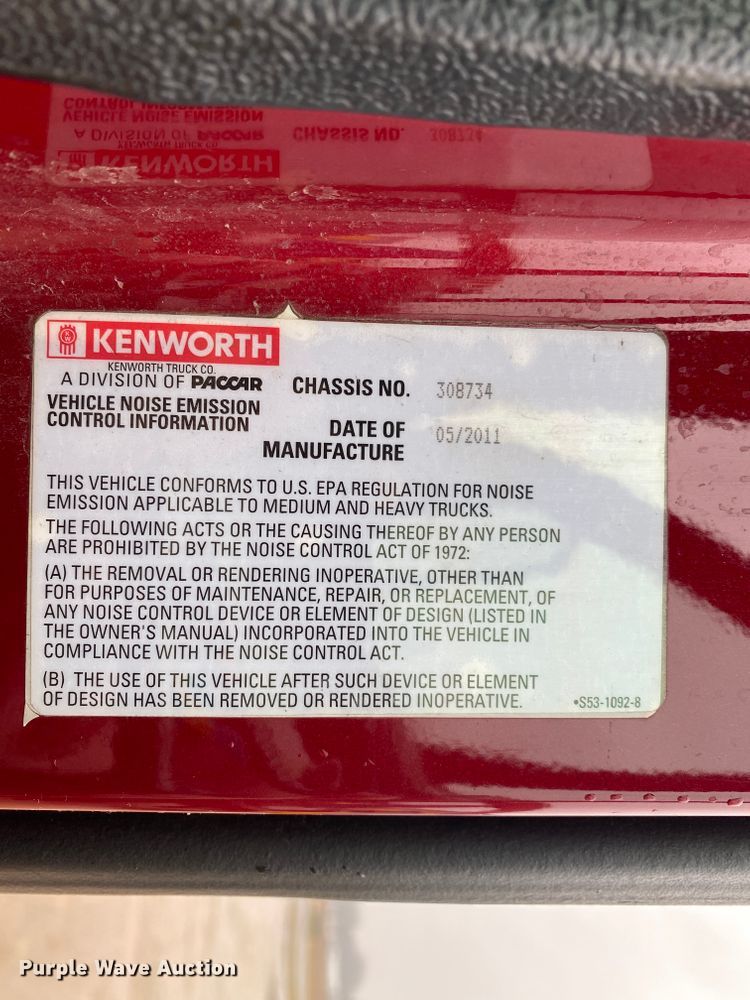 KENWORTH
KENWORTH TRUCK CO.
A DIVISION OF PACCAR
CHASSIS NO. 308734
VEHICLE NOISE EMISSION
CONTROL INFORMATION
DATE OF
MANUFACTURE 05/2011
THIS VEHICLE CONFORMS TO U.S. EPA REGULATION FOR NOISE
EMISSION APPLICABLE TO MEDIUM AND HEAVY TRUCKS.
THE FOLLOWING ACTS OR THE CAUSING THEREOF BY ANY PERSON
ARE PROHIBITED BY THE NOISE CONTROL ACT OF 1972:
(A) THE REMOVAL OR RENDERING INOPERATIVE, OTHER THAN
FOR PURPOSES OF MAINTENANCE, REPAIR, OR REPLACEMENT, OF
ANY NOISE CONTROL DEVICE OR ELEMENT OF DESIGN (LISTED IN
THE OWNER'S MANUAL) INCORPORATED INTO THE VEHICLE IN
COMPLIANCE WITH THE NOISE CONTROL ACT.
(B) THE USE OF THIS VEHICLE AFTER SUCH DEVICE OR ELEMENT
OF DESIGN HAS BEEN REMOVED OR RENDERED INOPERATIVE.
•S53-1092-8
Purple Wave Auction